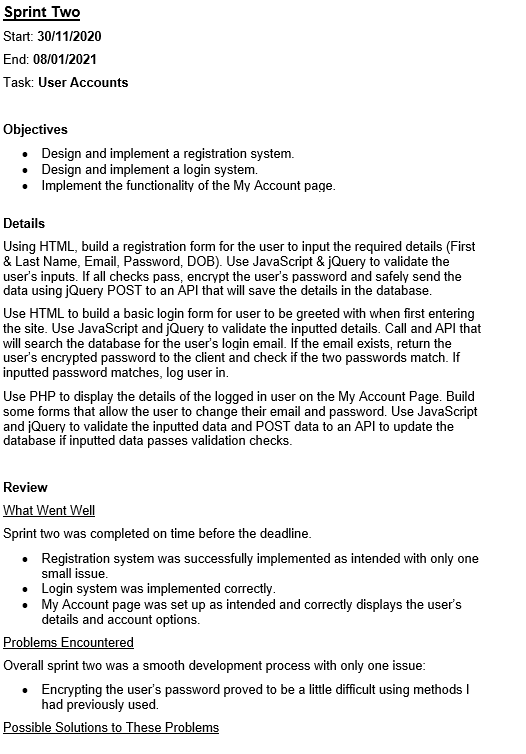 Sprint Two
Start: 30/11/2020
End: 08/01/2021
Task: User Accounts
Objectives
• Design and implement a registration system.
• Design and implement a login system.
• Implement the functionality of the My Account page.
Details
Using HTML, build a registration form for the user to input the required details (First
& Last Name, Email, Password, DOB). Use JavaScript & jQuery to validate the
user's inputs. If all checks pass, encrypt the user's password and safely send the
data using jQuery POST to an API that will save the details in the database.
Use HTML to build a basic login form for user to be greeted with when first entering
the site. Use JavaScript and jQuery to validate the inputted details. Call and API that
will search the database for the user's login email. If the email exists, return the
user's encrypted password to the client and check if the two passwords match. If
inputted password matches, log user in.
Use PHP to display the details of the logged in user on the My Account Page. Build
some forms that allow the user to change their email and password. Use JavaScript
and jQuery to validate the inputted data and POST data to an API to update the
database if inputted data passes validation checks.
Review
What Went Well
Sprint two was completed on time before the deadline.
• Registration system was successfully implemented as intended with only one
small issue.
• Login system was implemented correctly.
• My Account page was set up as intended and correctly displays the user's
details and account options.
Problems Encountered
Overall sprint two was a smooth development process with only one issue:
• Encrypting the user's password proved to be a little difficult using methods I
had previously used.
Possible Solutions to These Problems